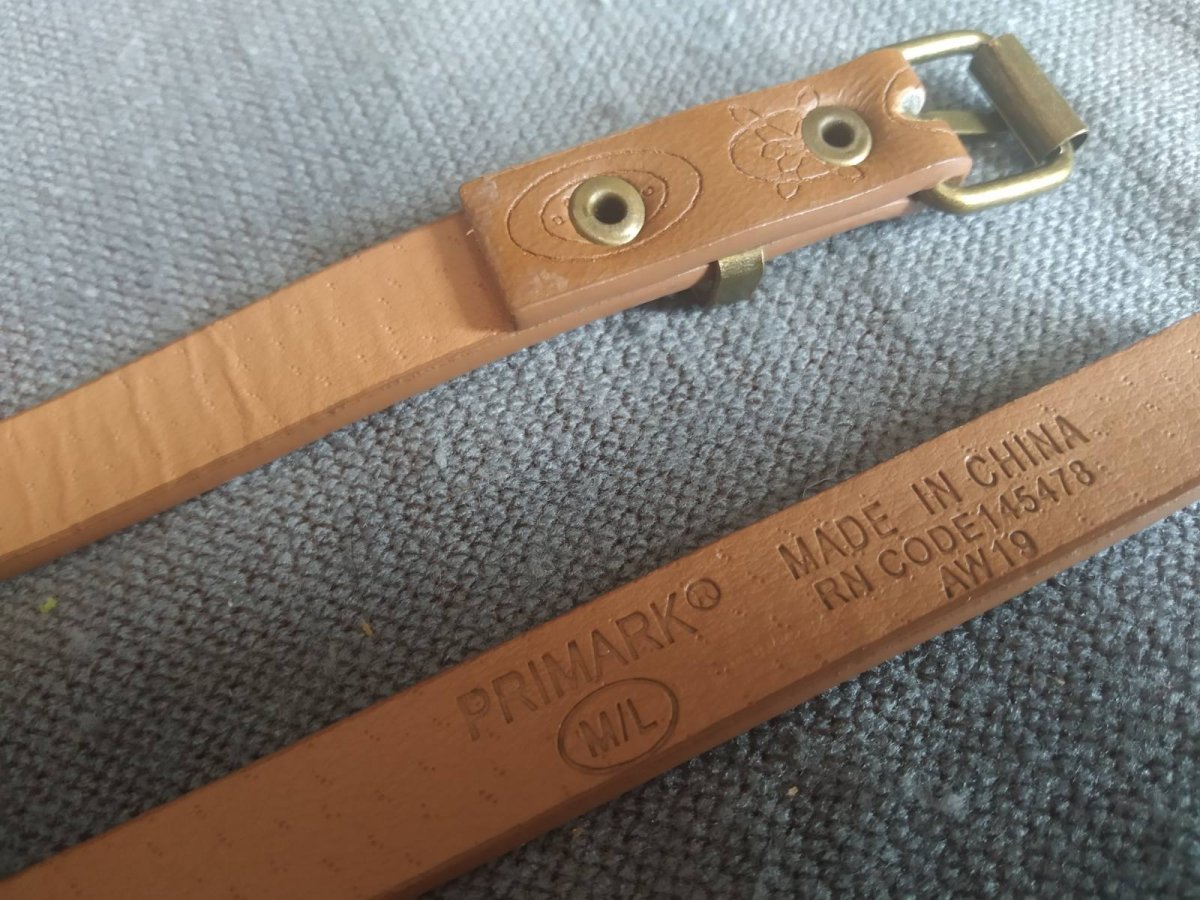 PRIMARK®
M/L
MADE IN CHINA
RN CODE145478
AW19